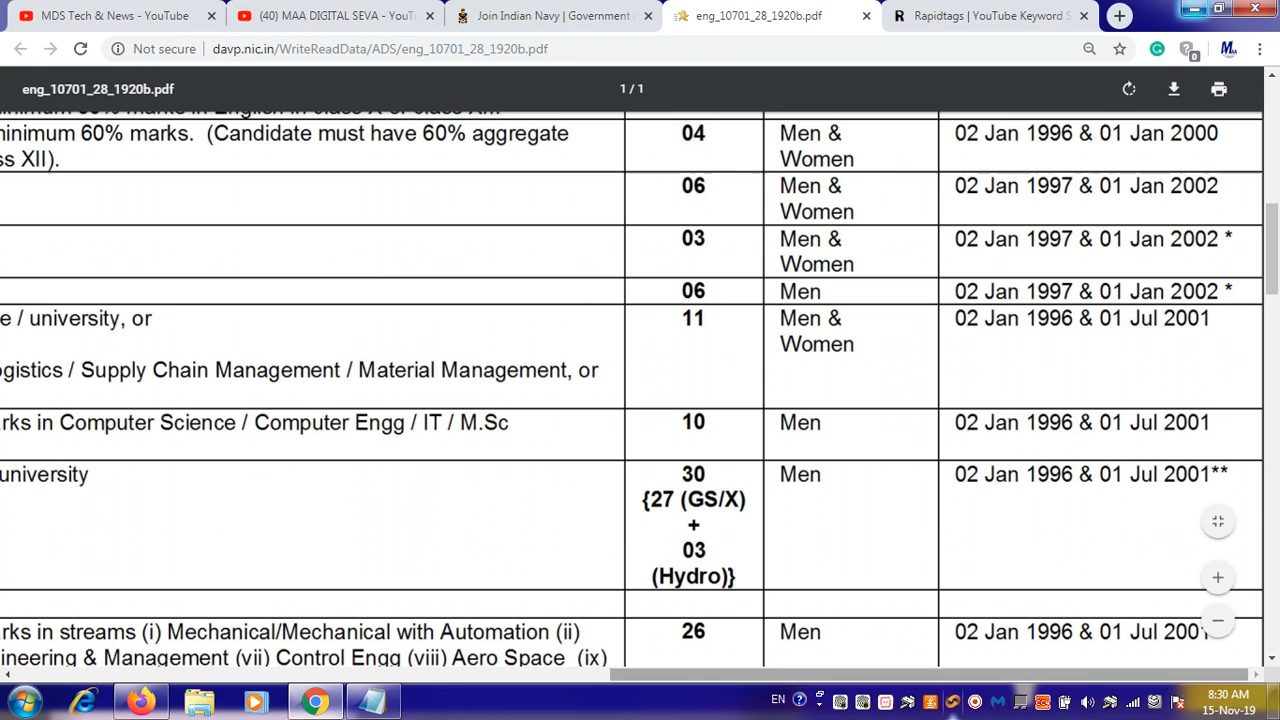 MDS Tech & News - YouTube
(40) MAA DIGITAL SEVA - YouTu
Join Indian Navy | Government o
eng_10701_28_1920b.pdf
Rapidtags | YouTube Keyword S
Not secure | davp.nic.in/WriteReadData/ADS/eng_10701_28_1920b.pdf
eng_10701_28_1920b.pdf 1 / 1
minimum 60% marks. (Candidate must have 60% aggregate 04 Men & 02 Jan 1996 & 01 Jan 2000
ss XII). Women
06 Men & 02 Jan 1997 & 01 Jan 2002
Women
03 Men & 02 Jan 1997 & 01 Jan 2002 *
Women
06 Men 02 Jan 1997 & 01 Jan 2002 *
e / university, or 11 Men & 02 Jan 1996 & 01 Jul 2001
Women
ogistics / Supply Chain Management / Material Management, or
rks in Computer Science / Computer Engg / IT / M.Sc 10 Men 02 Jan 1996 & 01 Jul 2001
university 30 Men 02 Jan 1996 & 01 Jul 2001**
{27 (GS/X)
+
03
(Hydro)}
rks in streams (i) Mechanical/Mechanical with Automation (ii) 26 Men 02 Jan 1996 & 01 Jul 2001
ineering & Management (vii) Control Engg (viii) Aero Space (ix)
EN
8:30 AM
15-Nov-19